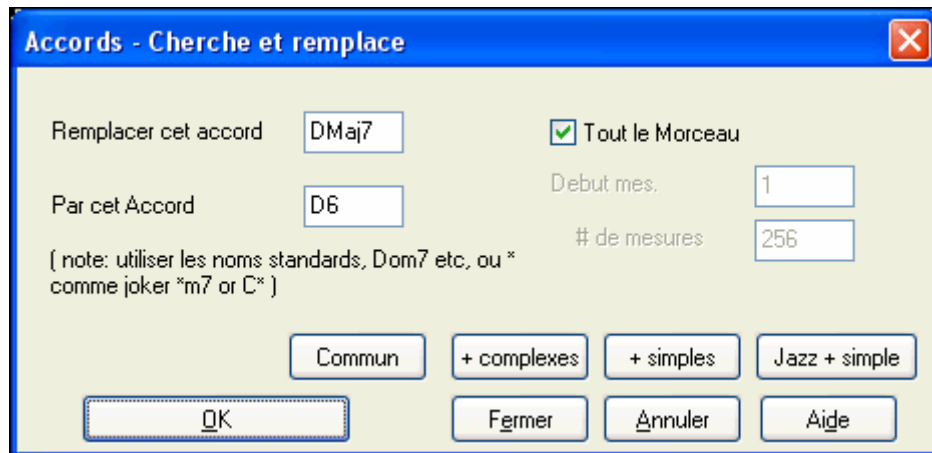 Accords - Cherche et remplace
Remplacer cet accord DMaj7
Tout le Morceau
Debut mes. 1
Par cet Accord D6
# de mesures 256
( note: utiliser les noms standards, Dom7 etc, ou *
comme joker *m7 or C* )
Commun + complexes + simples Jazz + simple
OK Fermer Annuler Aide